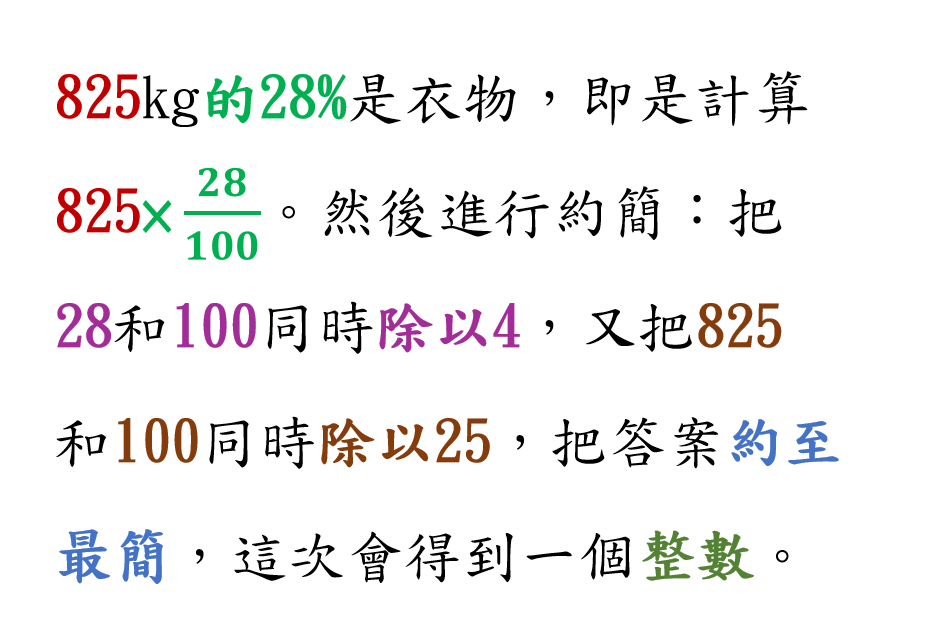 825kg的28%是衣物，即是計算
825×28/100。然後進行約簡：把
28和100同時除以4，又把825
和100同時除以25，把答案約至
最簡，這次會得到一個整數。